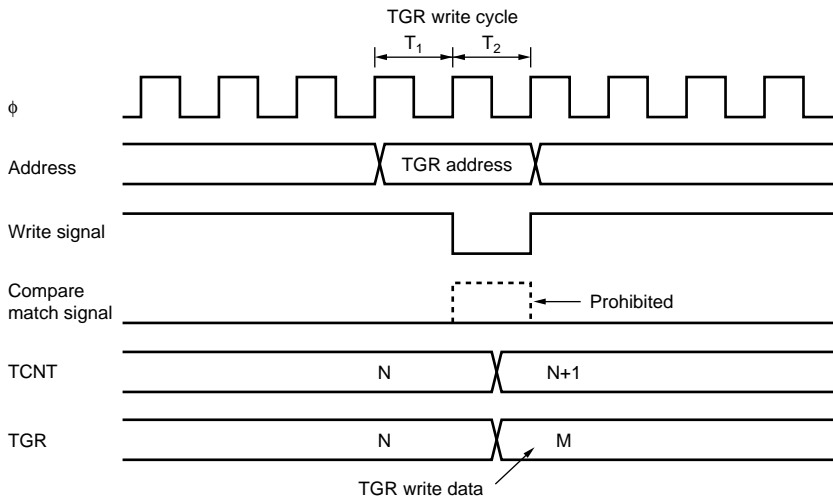 TGR write cycle
T1 T2
ϕ
Address
TGR address
Write signal
Compare
match signal
Prohibited
TCNT
N
N+1
TGR
N
M
TGR write data